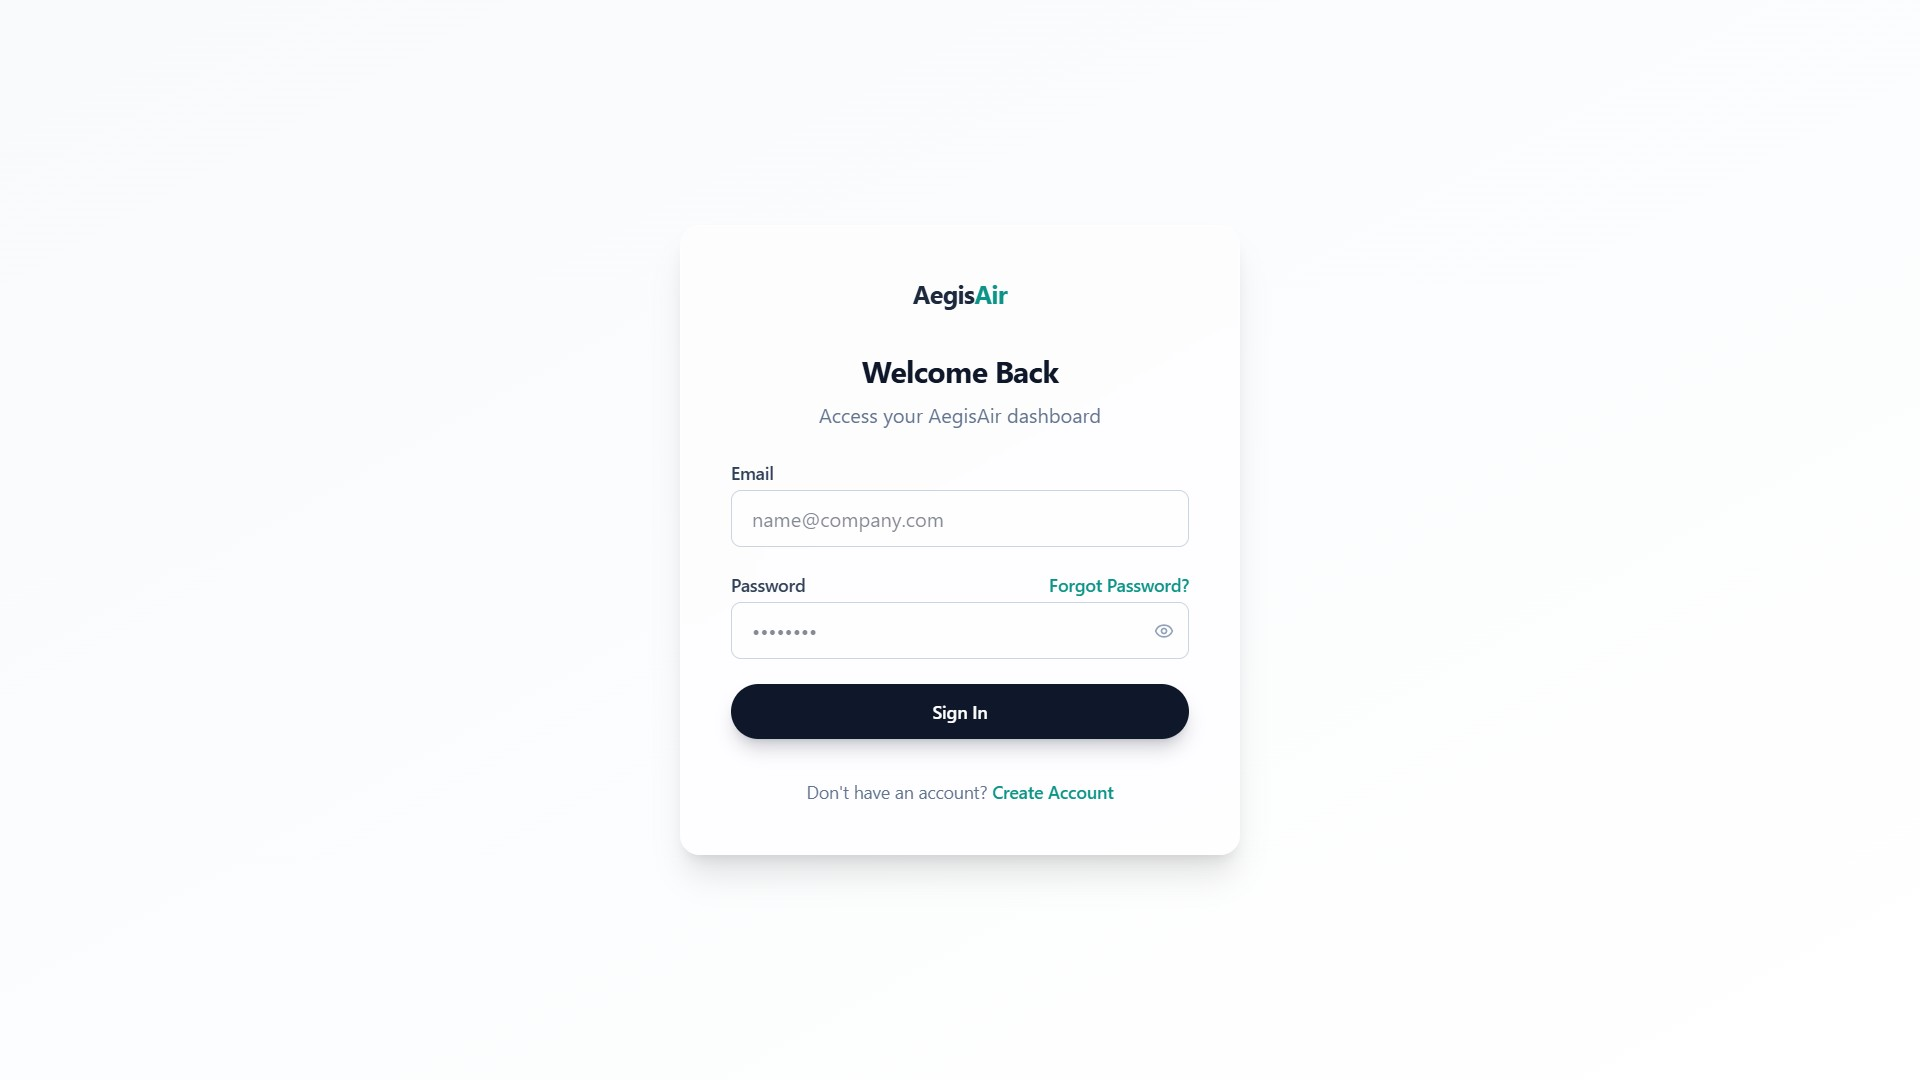 AegisAir
Welcome Back
Access your AegisAir dashboard
Email
name@company.com
Password Forgot Password?
••••••••
Sign In
Don't have an account? Create Account